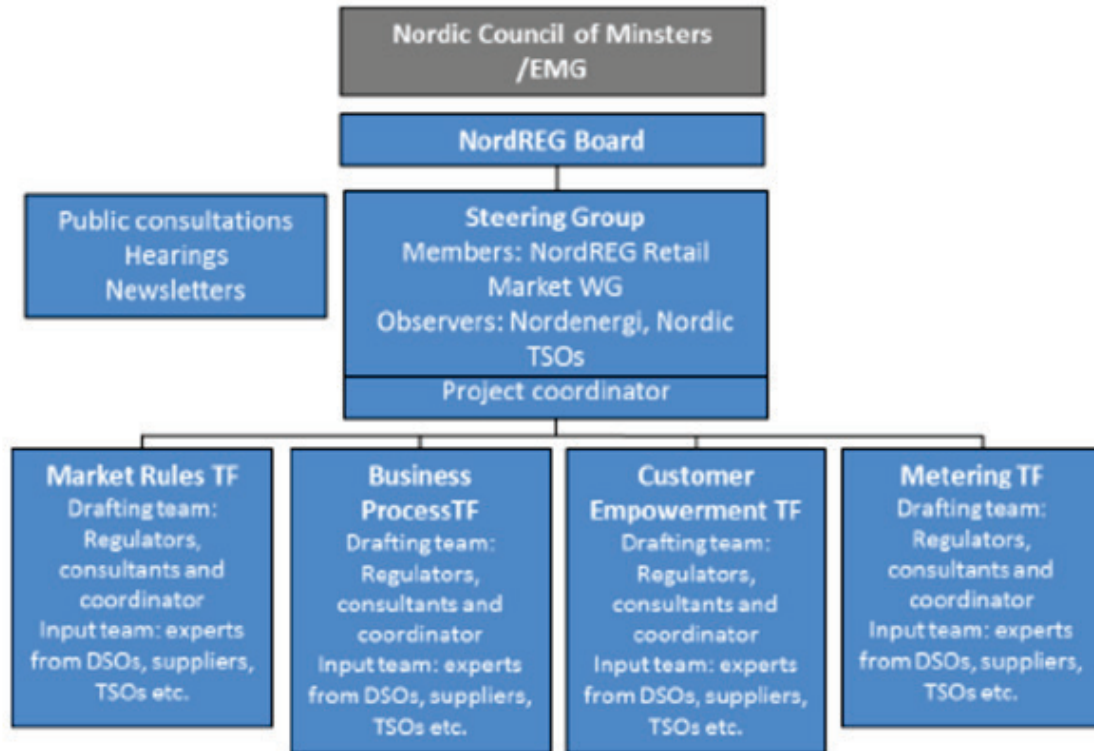 Nordic Council of Minsters
/EMG
NordREG Board
Public consultations
Hearings
Newsletters
Steering Group
Members: NordREG Retail
Market WG
Observers: Nordenergi, Nordic
TSOs
Project coordinator
Market Rules TF
Drafting team:
Regulators,
consultants and
coordinator
Input team: experts
from DSOs, suppliers,
TSOs etc.
Business
ProcessTF
Drafting team:
Regulators,
consultants and
coordinator
Input team: experts
from DSOs, suppliers,
TSOs etc.
Customer
Empowerment TF
Drafting team:
Regulators,
consultants and
coordinator
Input team: experts
from DSOs, suppliers,
TSOs etc.
Metering TF
Drafting team:
Regulators,
consultants and
coordinator
Input team: experts
from DSOs, suppliers,
TSOs etc.